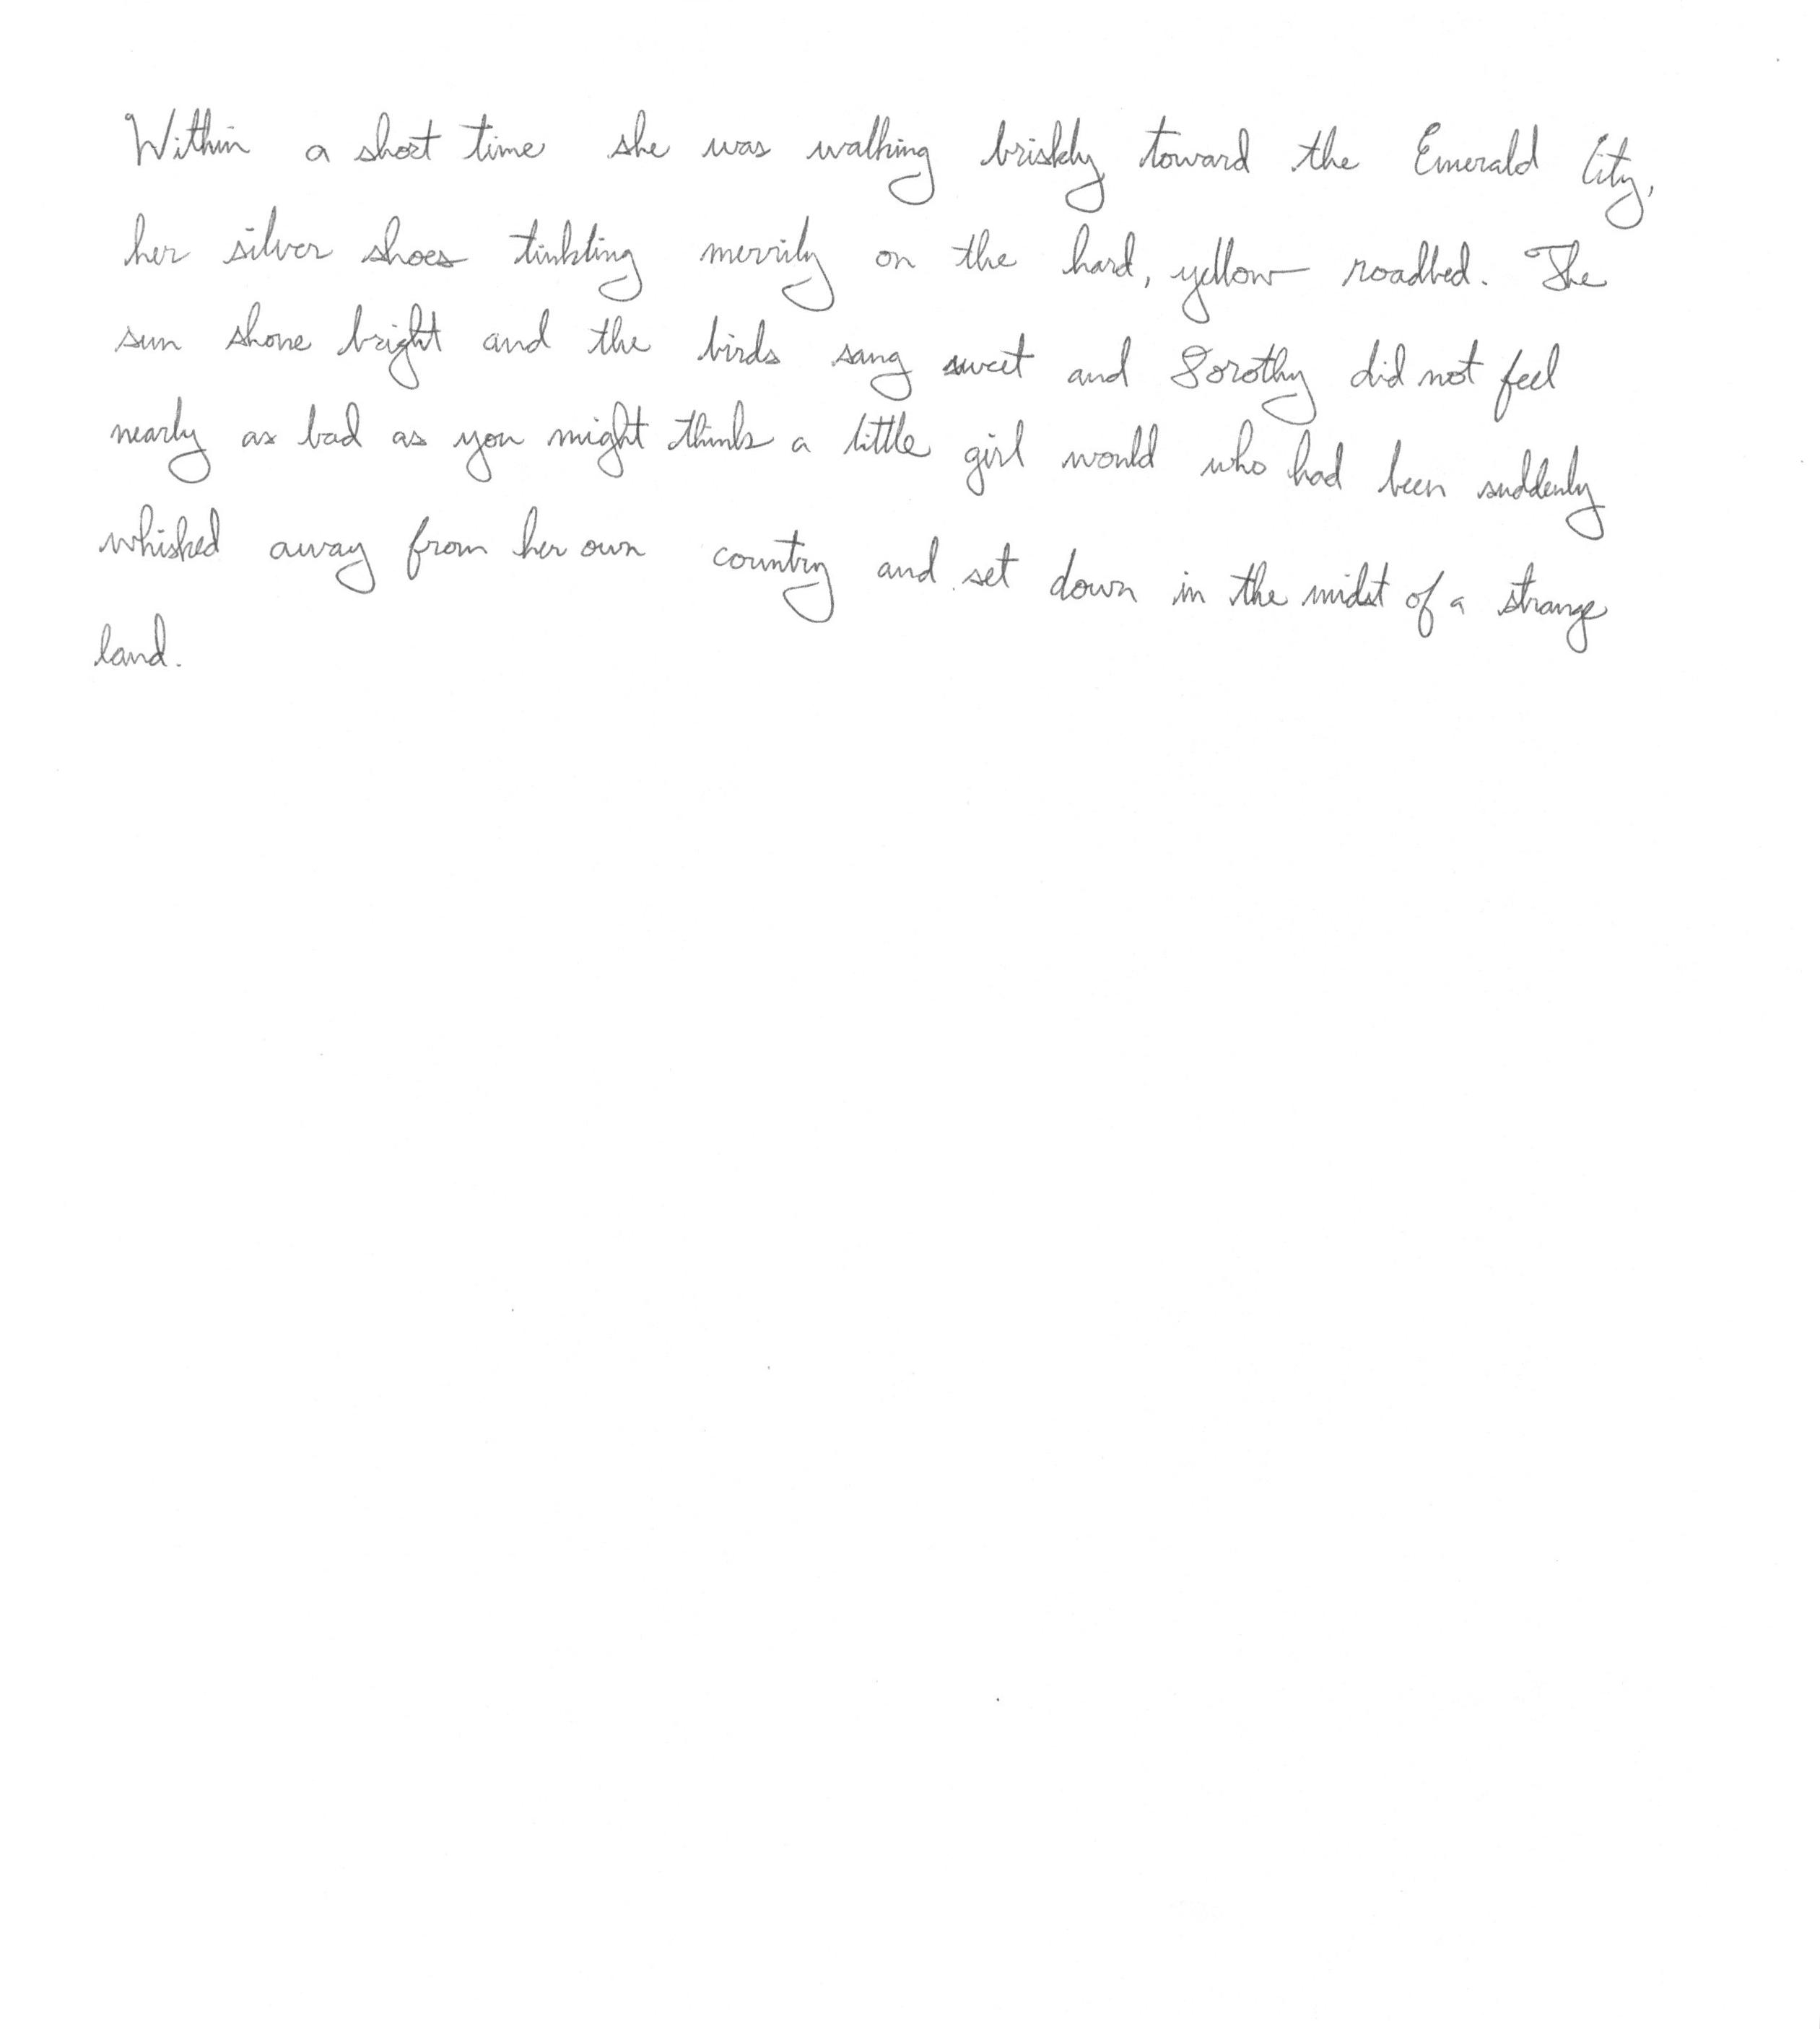 Within a short time she was walking briskly toward the Emerald City,
her silver shoes tinkling merrily on the hard, yellow roadbed. The
sun shone bright and the birds sang sweet and Dorothy did not feel
nearly as bad as you might think a little girl would who had been suddenly
whisked away from her own country and set down in the midst of a strange
land.